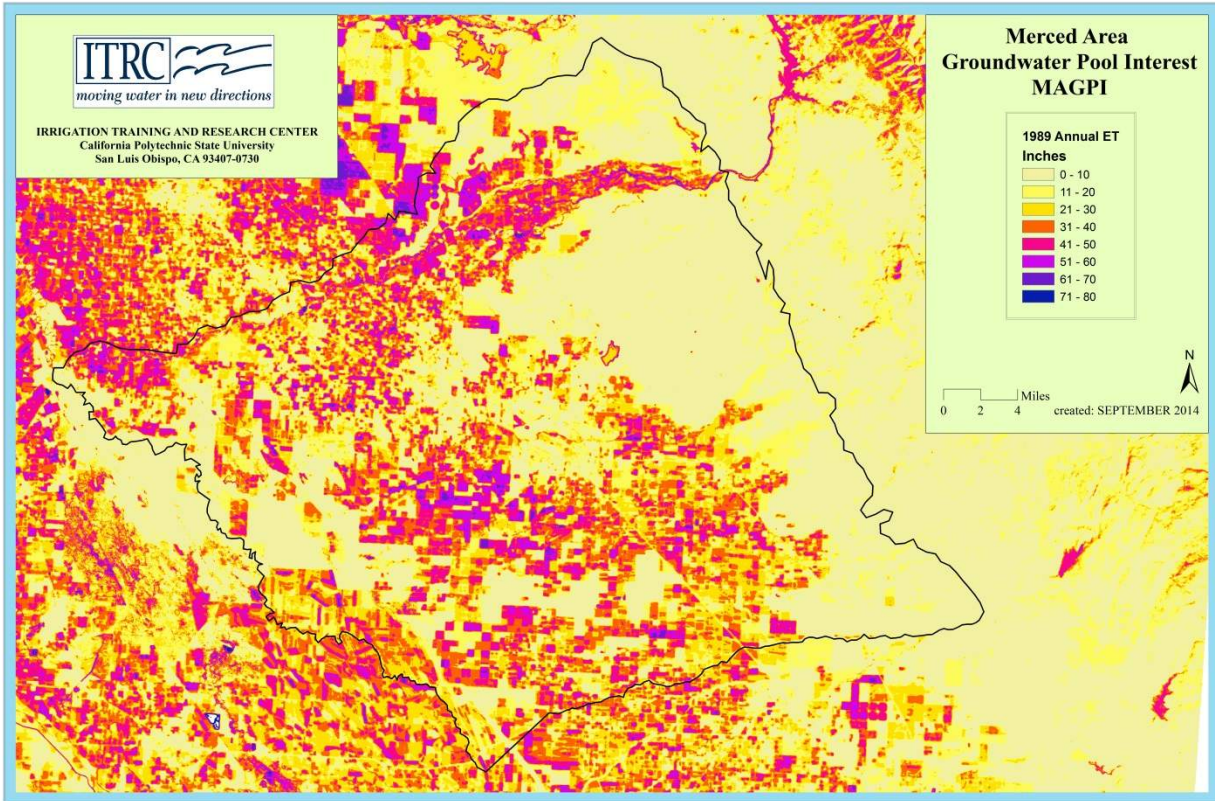 ITRC
moving water in new directions
IRRIGATION TRAINING AND RESEARCH CENTER
California Polytechnic State University
San Luis Obispo, CA 93407-0730
Merced Area
Groundwater Pool Interest
MAGPI
1989 Annual ET
Inches
0 - 10
11 - 20
21 - 30
31 - 40
41 - 50
51 - 60
61 - 70
71 - 80
N
Miles
0 2 4
created: SEPTEMBER 2014